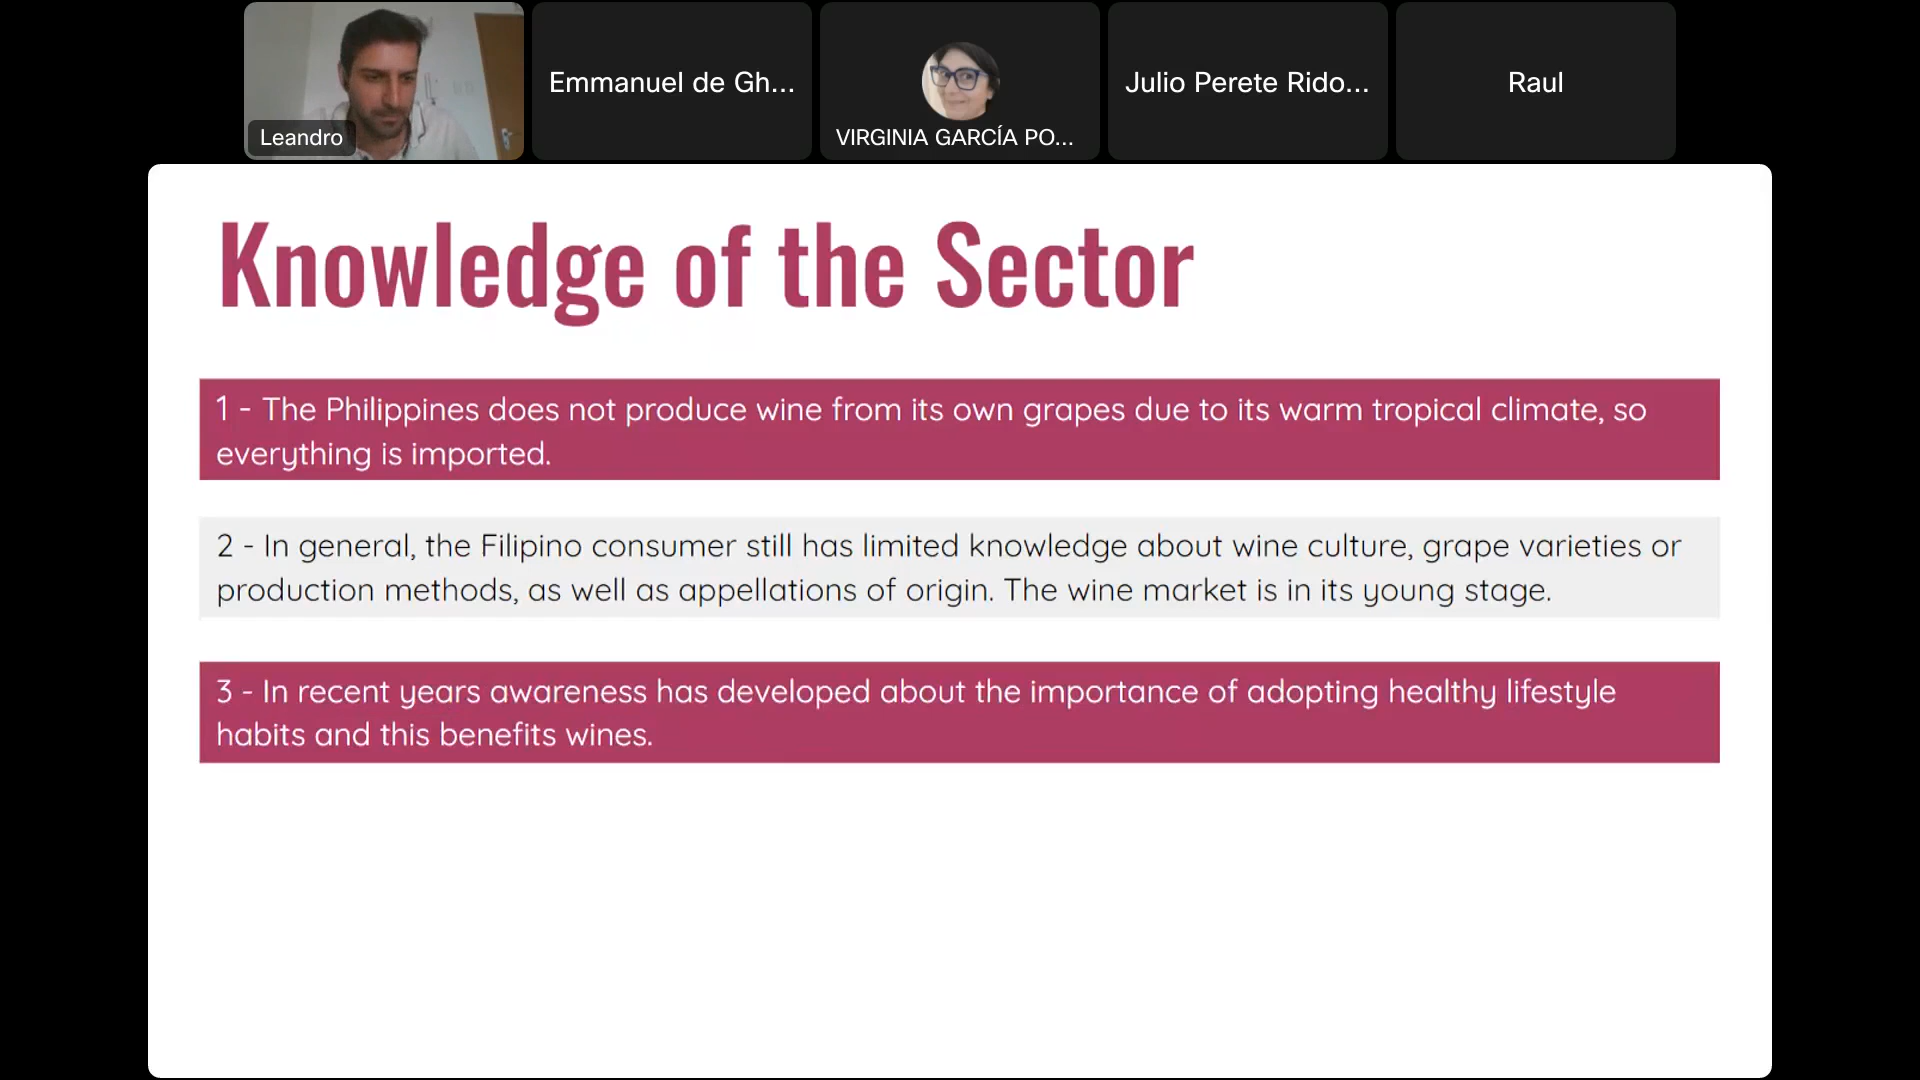 Leandro
Emmanuel de Gh...
VIRGINIA GARCÍA PO...
Julio Perete Rido...
Raul
Knowledge of the Sector
1 - The Philippines does not produce wine from its own grapes due to its warm tropical climate, so
everything is imported.
2 - In general, the Filipino consumer still has limited knowledge about wine culture, grape varieties or
production methods, as well as appellations of origin. The wine market is in its young stage.
3 - In recent years awareness has developed about the importance of adopting healthy lifestyle
habits and this benefits wines.